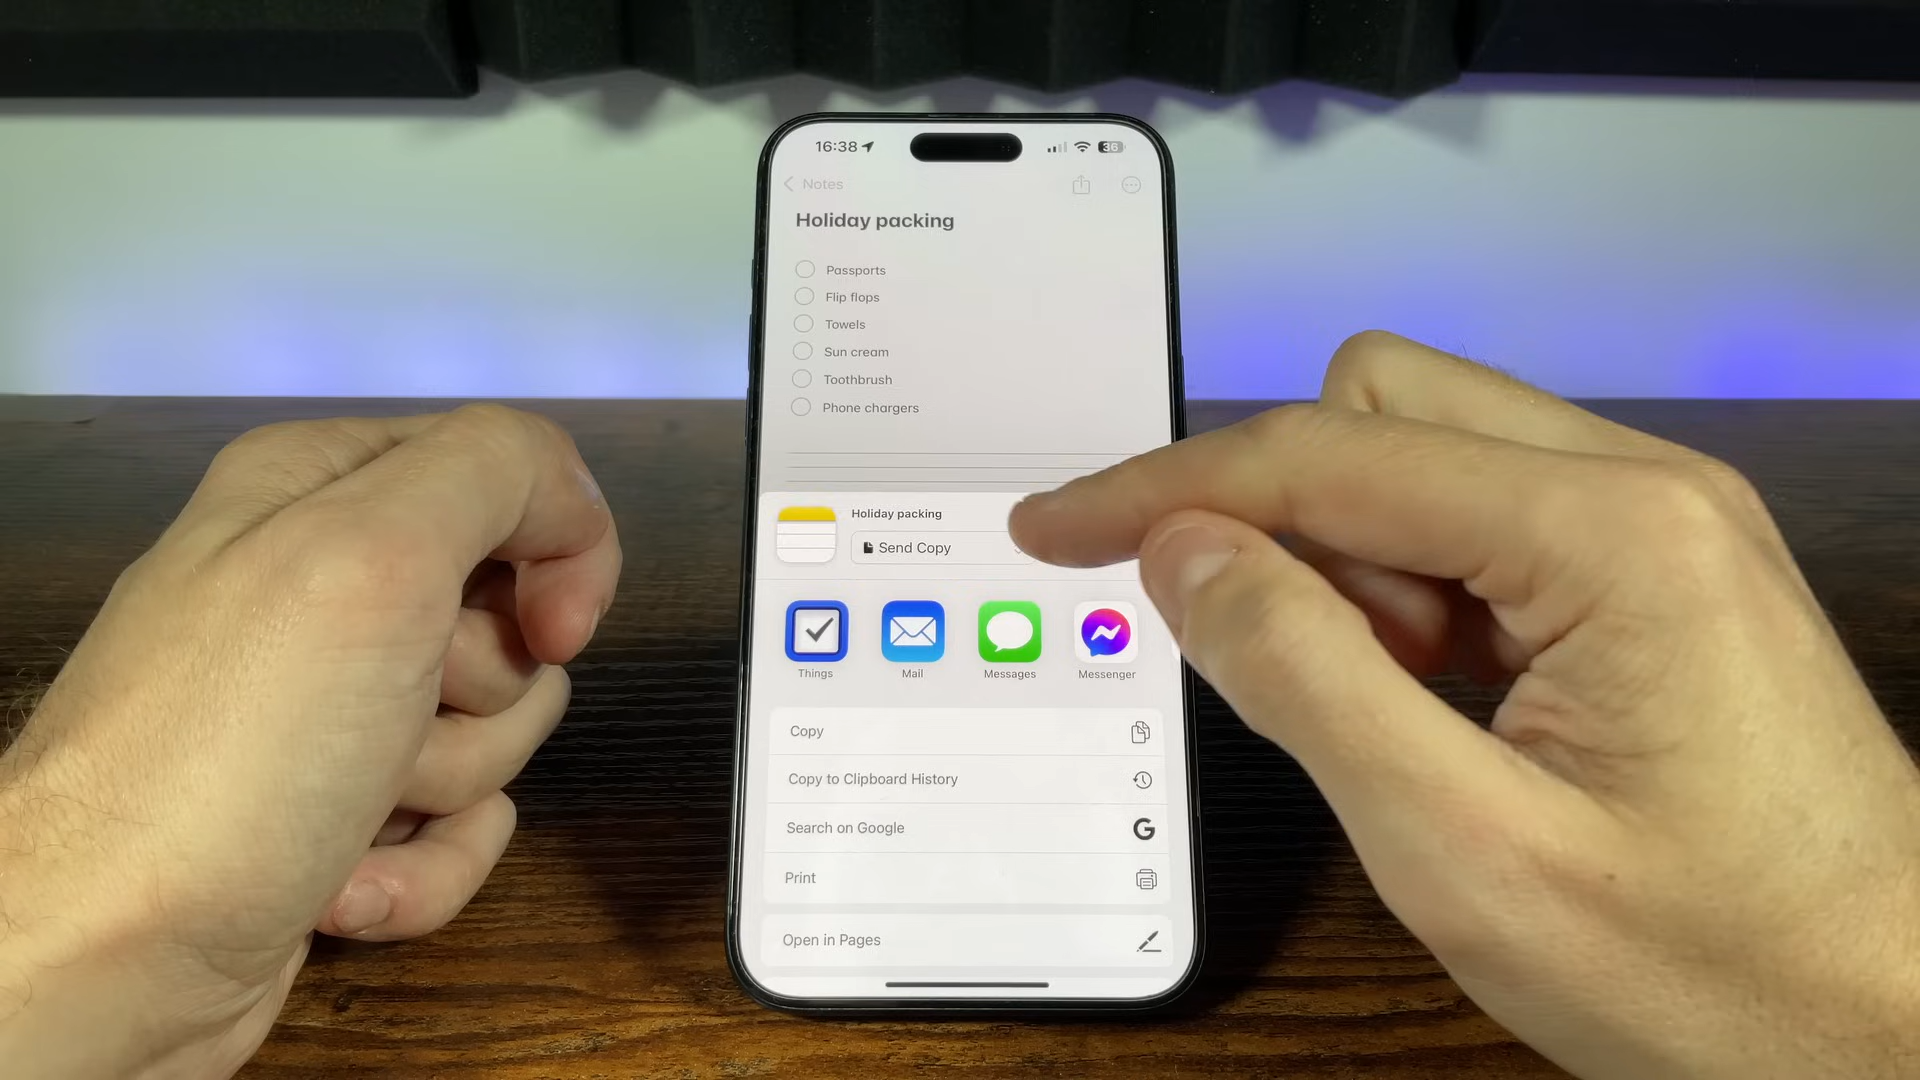 16:38
36
Notes
Holiday packing
Passports
Flip flops
Towels
Sun cream
Toothbrush
Phone chargers
Holiday packing
Send Copy
Things
Mail
Messages
Messenger
Copy
Copy to Clipboard History
Search on Google
G
Print
Open in Pages